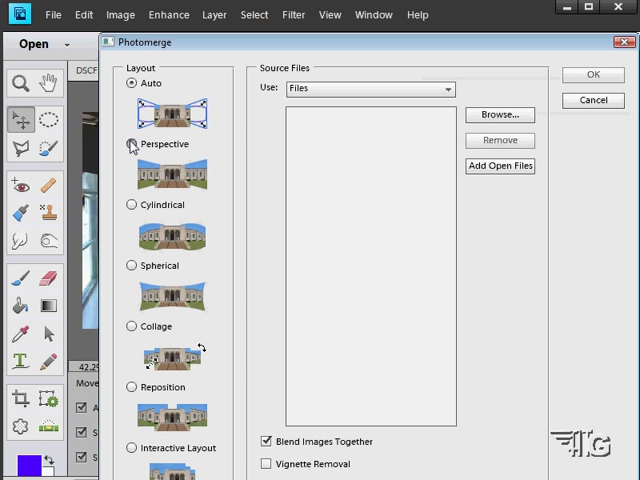 File Edit Image Enhance Layer Select Filter View Window Help
Open
DSCF
Photomerge
Layout
Auto
Perspective
Cylindrical
Spherical
Collage
Reposition
Interactive Layout
Source Files
Use: Files
Browse...
Remove
Add Open Files
Blend Images Together
Vignette Removal
OK
Cancel
42.29
Move
A
S
S
T
TG